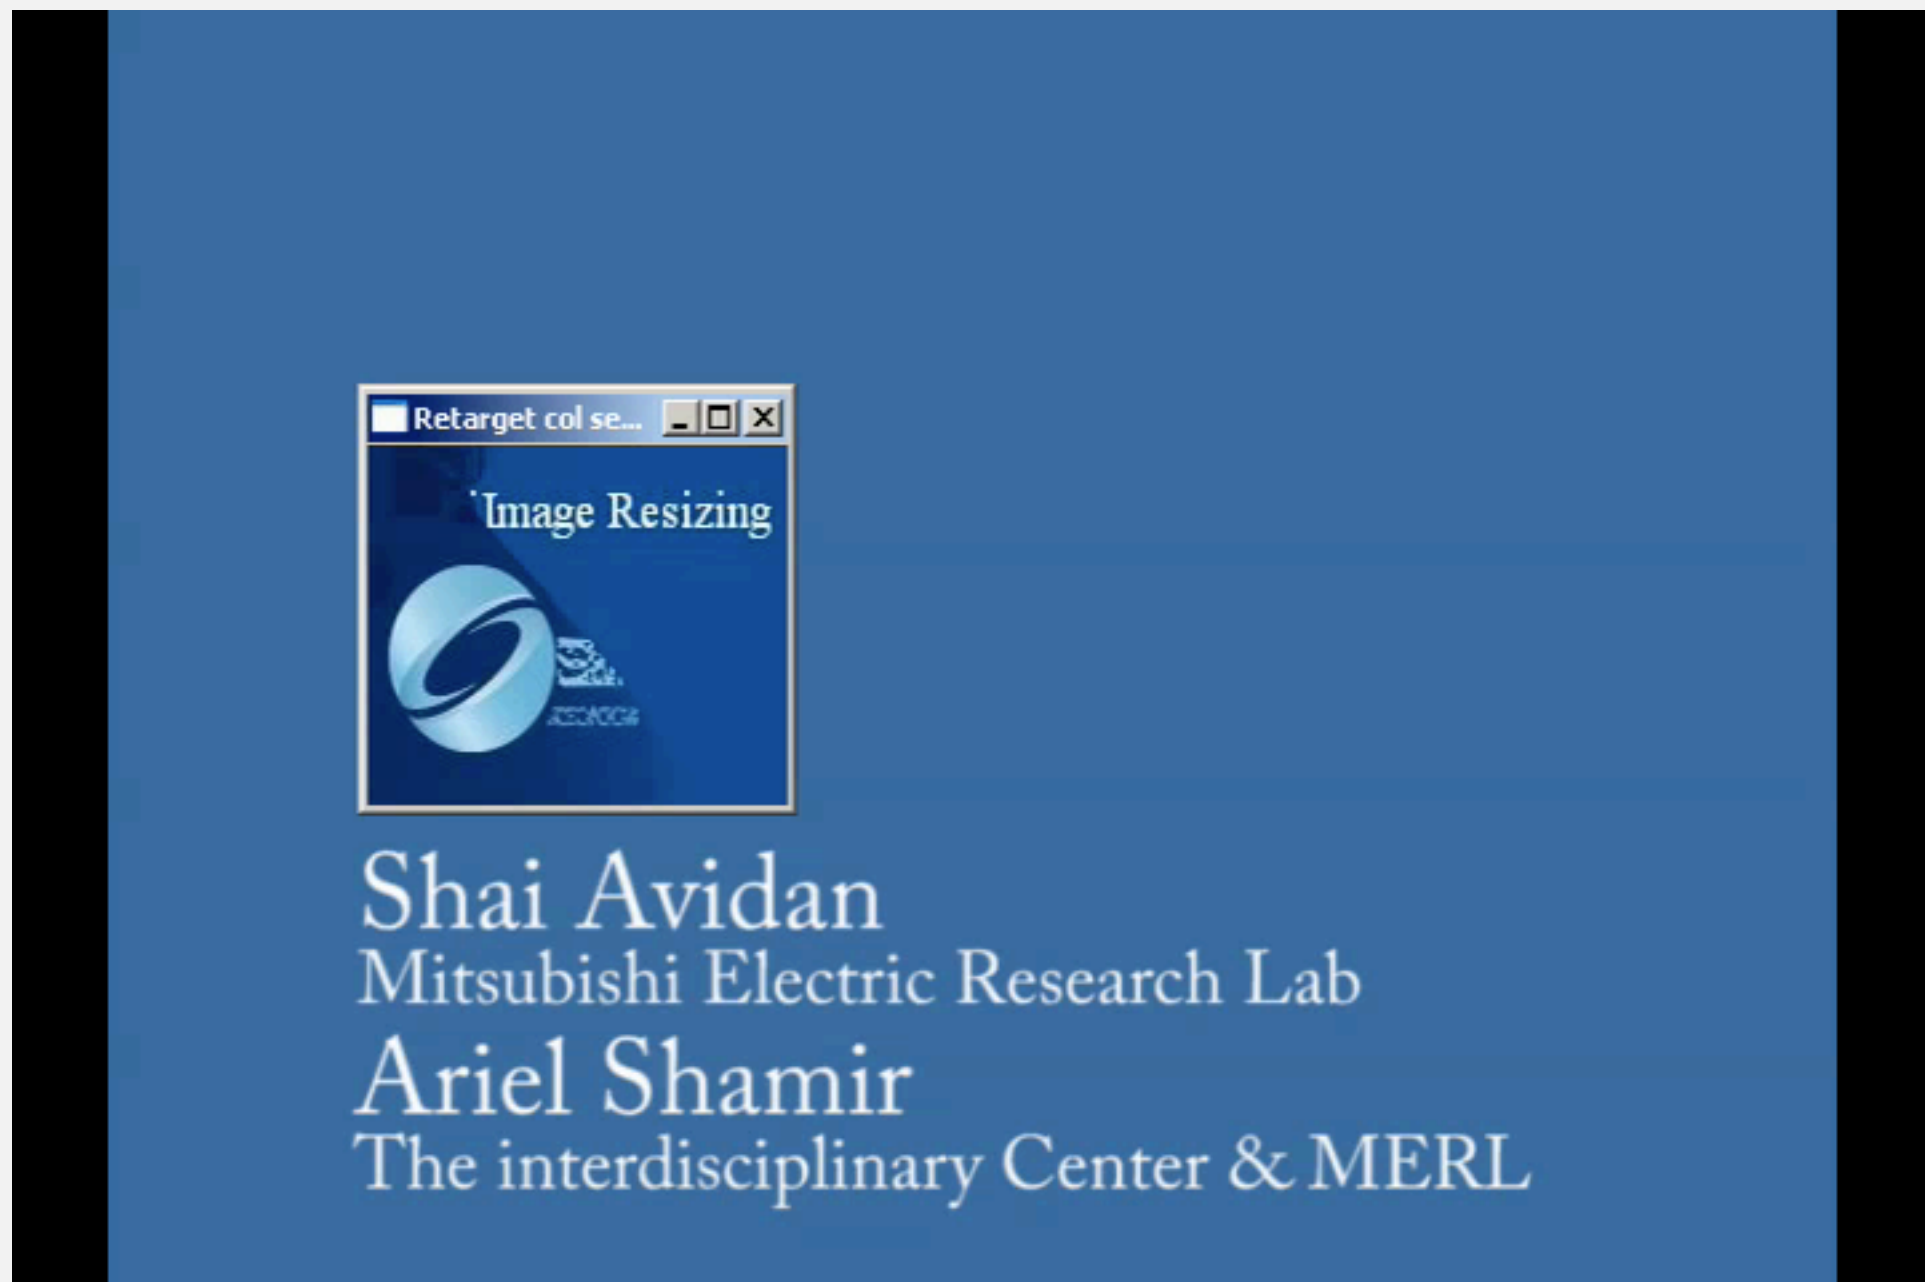 Retarget col se...
Image Resizing
Shai Avidan
Mitsubishi Electric Research Lab
Ariel Shamir
The interdisciplinary Center & MERL